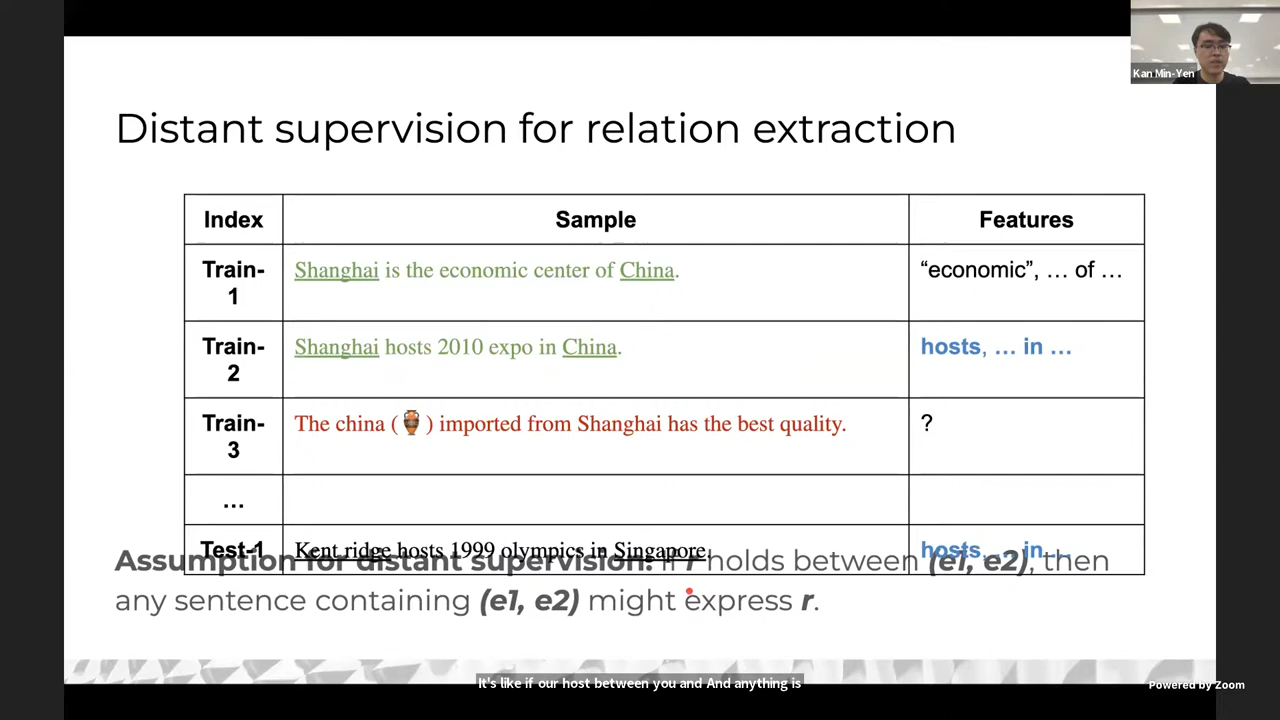 Kan Min-Yen
Distant supervision for relation extraction
Index Sample Features
Train-1 Shanghai is the economic center of China. “economic”, … of …
Train-2 Shanghai hosts 2010 expo in China. hosts, … in …
Train-3 The china (🏺) imported from Shanghai has the best quality. ?
…
Test-1 Kent ridge hosts 1999 olympics in Singapore. hosts, … in …
Assumption for distant supervision: If r holds between (e1, e2), then
any sentence containing (e1, e2) might express r.
It's like if our host between you and And anything is
Powered by Zoom